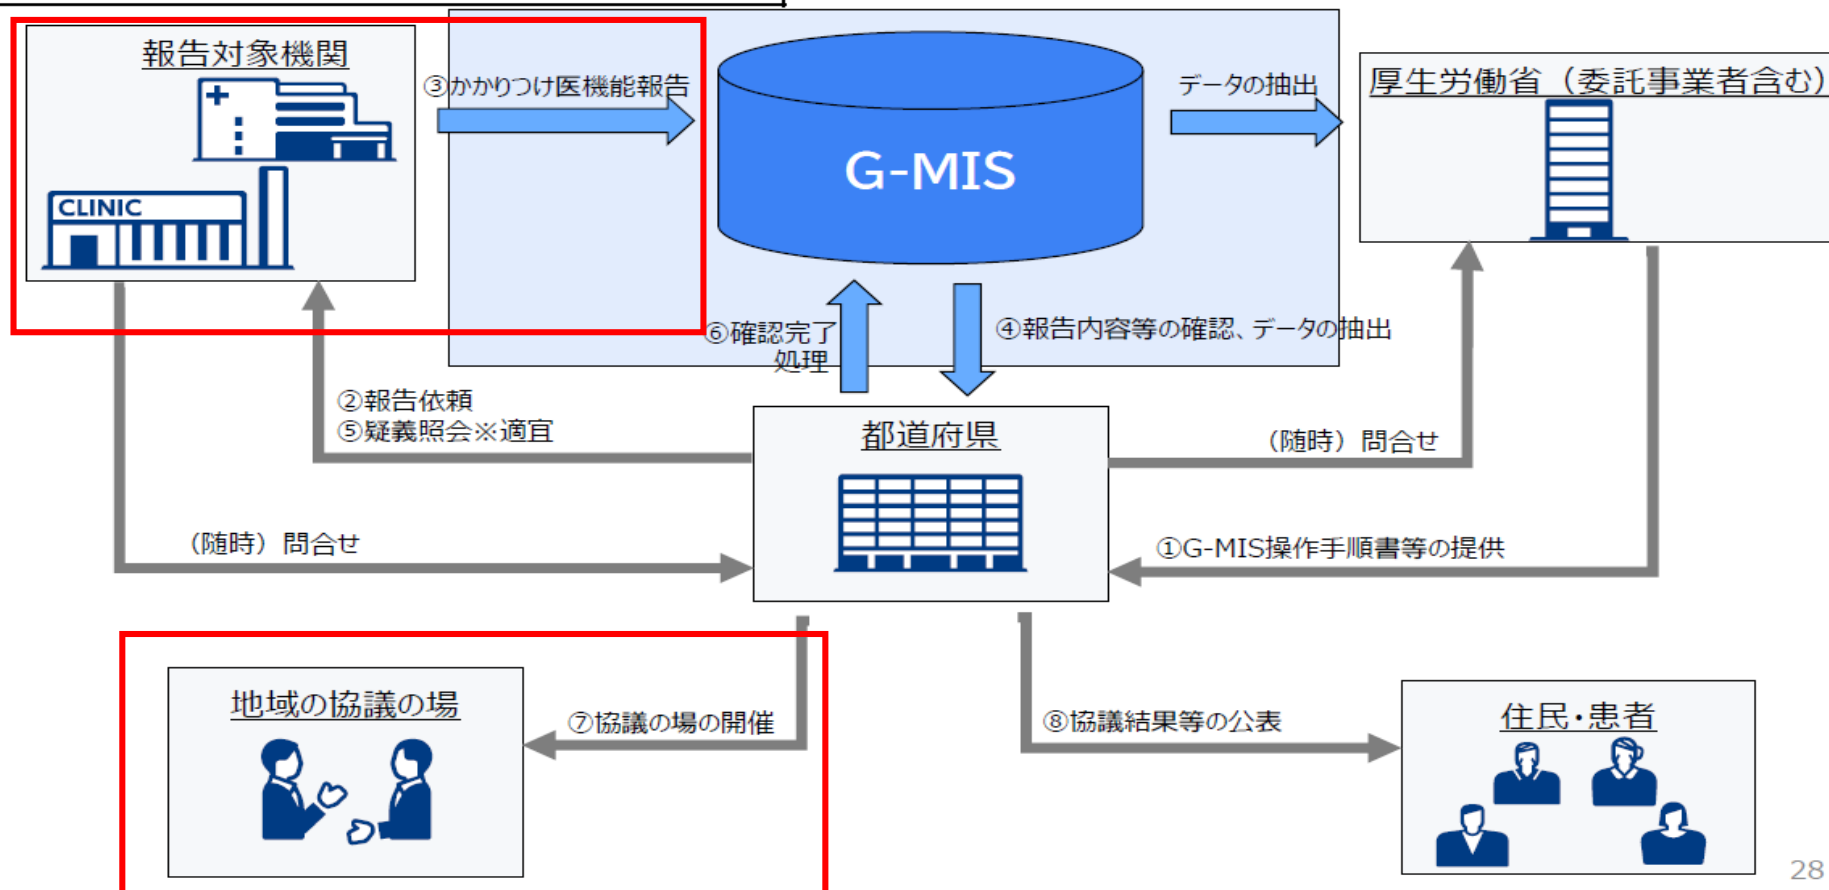 報告対象機関
CLINIC
③かかりつけ医機能報告
G-MIS
データの抽出
厚生労働省（委託事業者含む）
⑥確認完了
処理
④報告内容等の確認、データの抽出
②報告依頼
⑤疑義照会※適宜
都道府県
（随時）問合せ
（随時）問合せ
①G-MIS操作手順書等の提供
地域の協議の場
⑦協議の場の開催
⑧協議結果等の公表
住民・患者
28